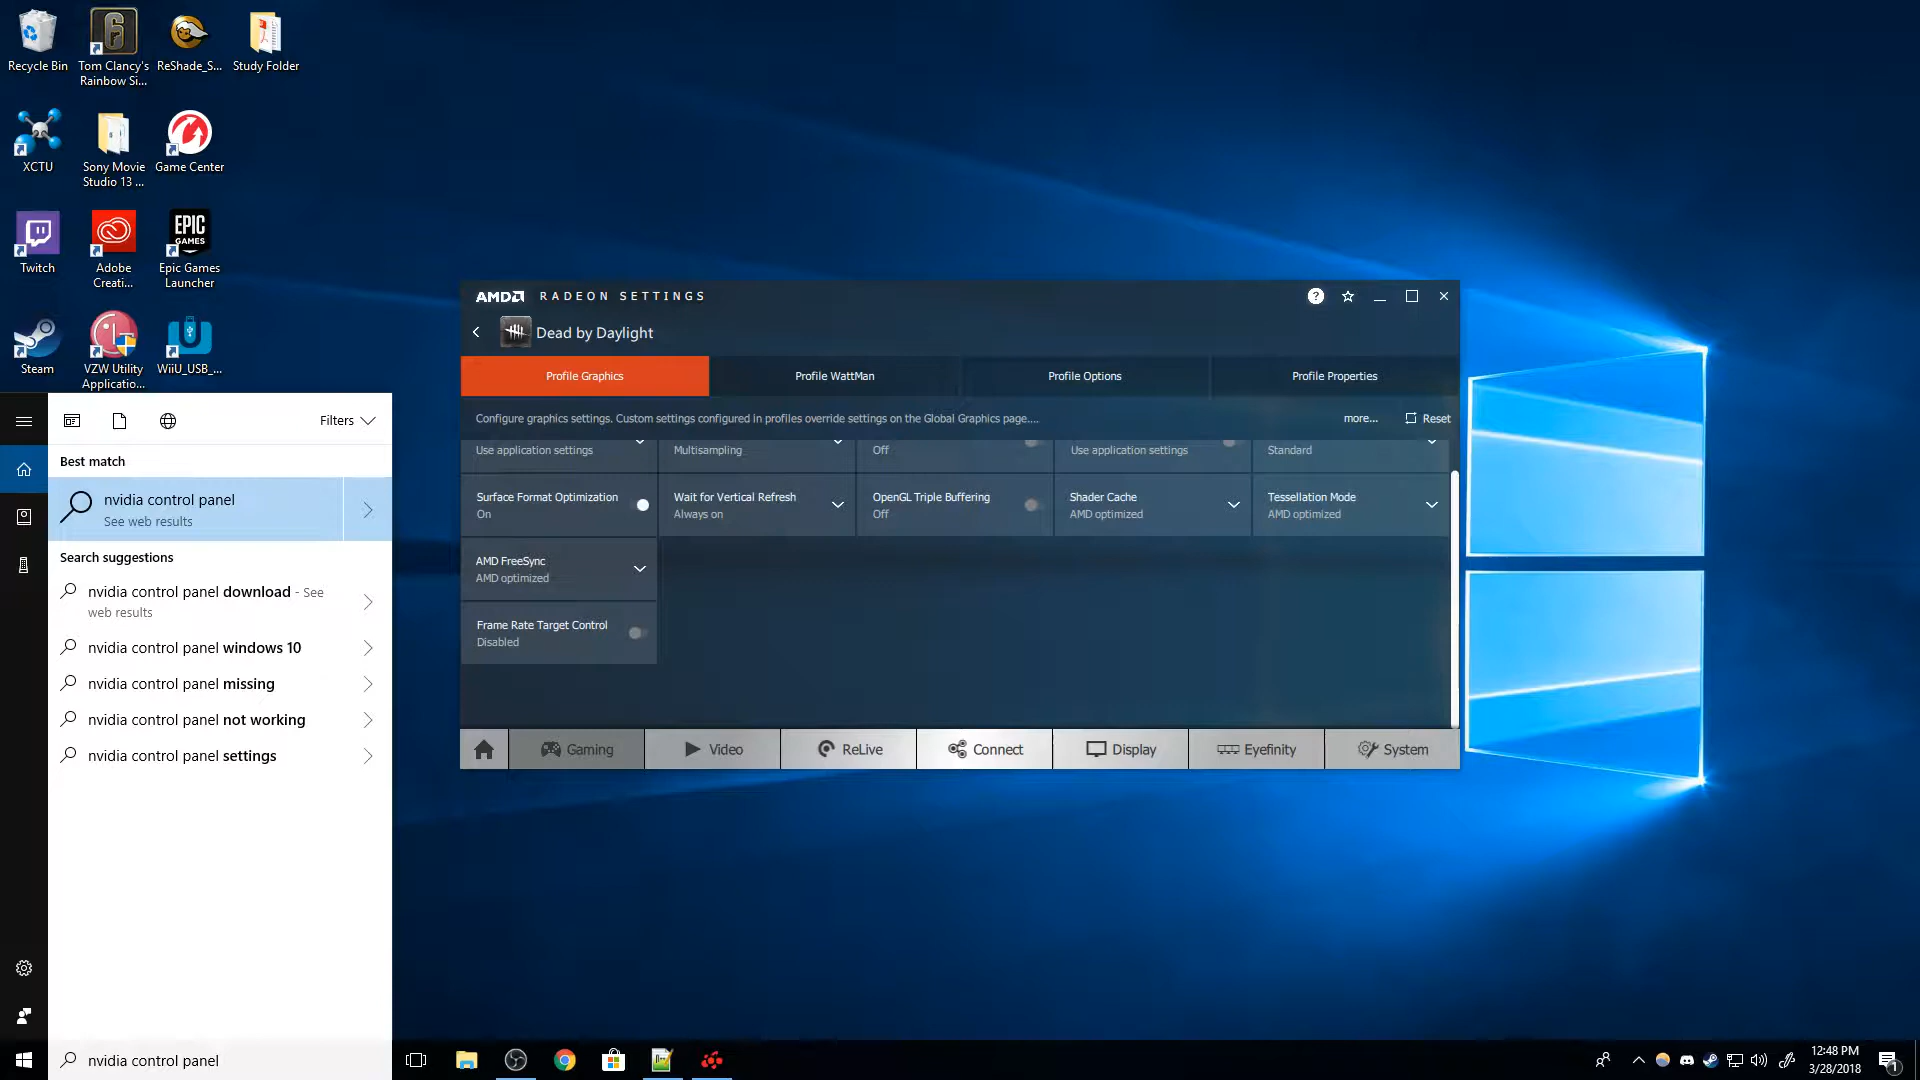 Recycle Bin
Tom Clancy's
Rainbow Si...
ReShade_S...
Study Folder
XCTU
Sony Movie
Studio 13 ...
Game Center
Twitch
Adobe
Creati...
EPIC
GAMES
Epic Games
Launcher
Steam
VZW Utility
Applicatio...
WiiU_USB_...
Filters
Best match
nvidia control panel
See web results
Search suggestions
nvidia control panel download - See
web results
nvidia control panel windows 10
nvidia control panel missing
nvidia control panel not working
nvidia control panel settings
nvidia control panel
AMD RADEON SETTINGS
?
Dead by Daylight
Profile Graphics
Profile WattMan
Profile Options
Profile Properties
Configure graphics settings. Custom settings configured in profiles override settings on the Global Graphics page....
more...
Reset
Use application settings
Multisampling
Off
Use application settings
Standard
Surface Format Optimization
On
Wait for Vertical Refresh
Always on
OpenGL Triple Buffering
Off
Shader Cache
AMD optimized
Tessellation Mode
AMD optimized
AMD FreeSync
AMD optimized
Frame Rate Target Control
Disabled
Gaming
Video
ReLive
Connect
Display
Eyefinity
System
12:48 PM
3/28/2018
1